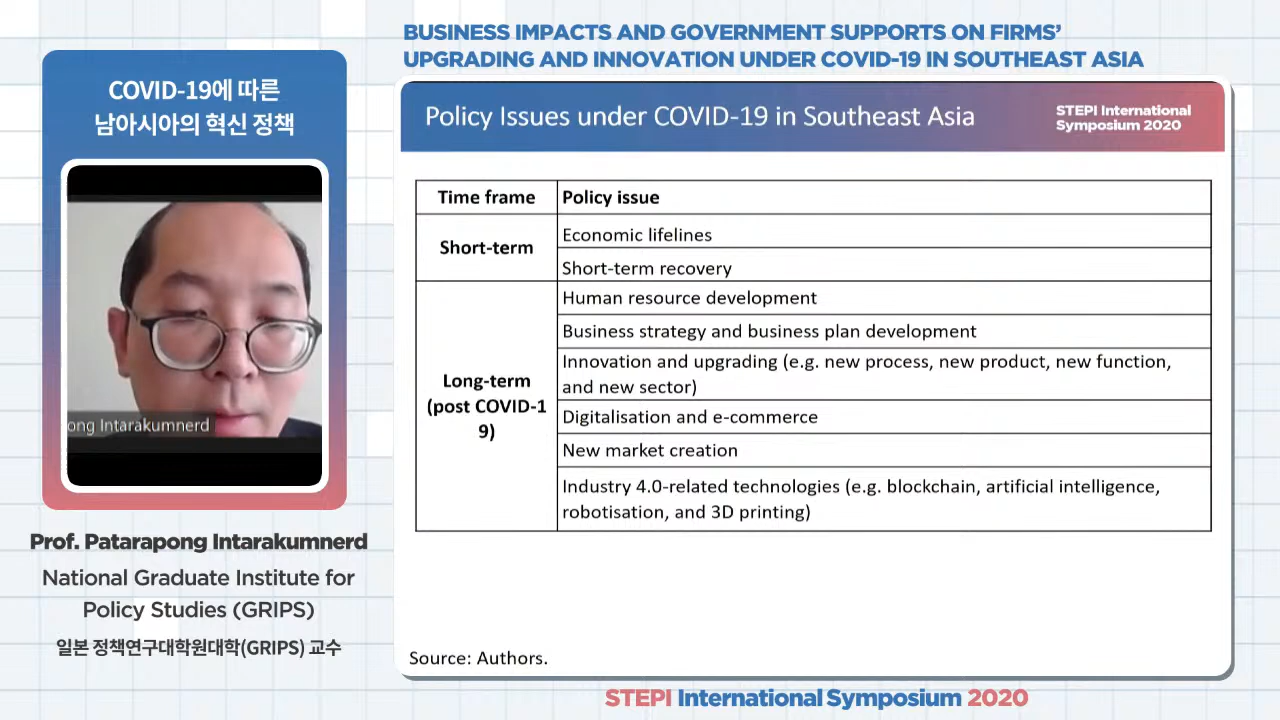 BUSINESS IMPACTS AND GOVERNMENT SUPPORTS ON FIRMS'
UPGRADING AND INNOVATION UNDER COVID-19 IN SOUTHEAST ASIA
COVID-19에 따른
남아시아의 혁신 정책
ong Intarakumnerd
Prof. Patarapong Intarakumnerd
National Graduate Institute for
Policy Studies (GRIPS)
일본 정책연구대학원대학(GRIPS) 교수
Policy Issues under COVID-19 in Southeast Asia
STEPI International
Symposium 2020
Time frame
Policy issue
Short-term
Economic lifelines
Short-term recovery
Long-term
(post COVID-1
9)
Human resource development
Business strategy and business plan development
Innovation and upgrading (e.g. new process, new product, new function,
and new sector)
Digitalisation and e-commerce
New market creation
Industry 4.0-related technologies (e.g. blockchain, artificial intelligence,
robotisation, and 3D printing)
Source: Authors.
STEPI International Symposium 2020